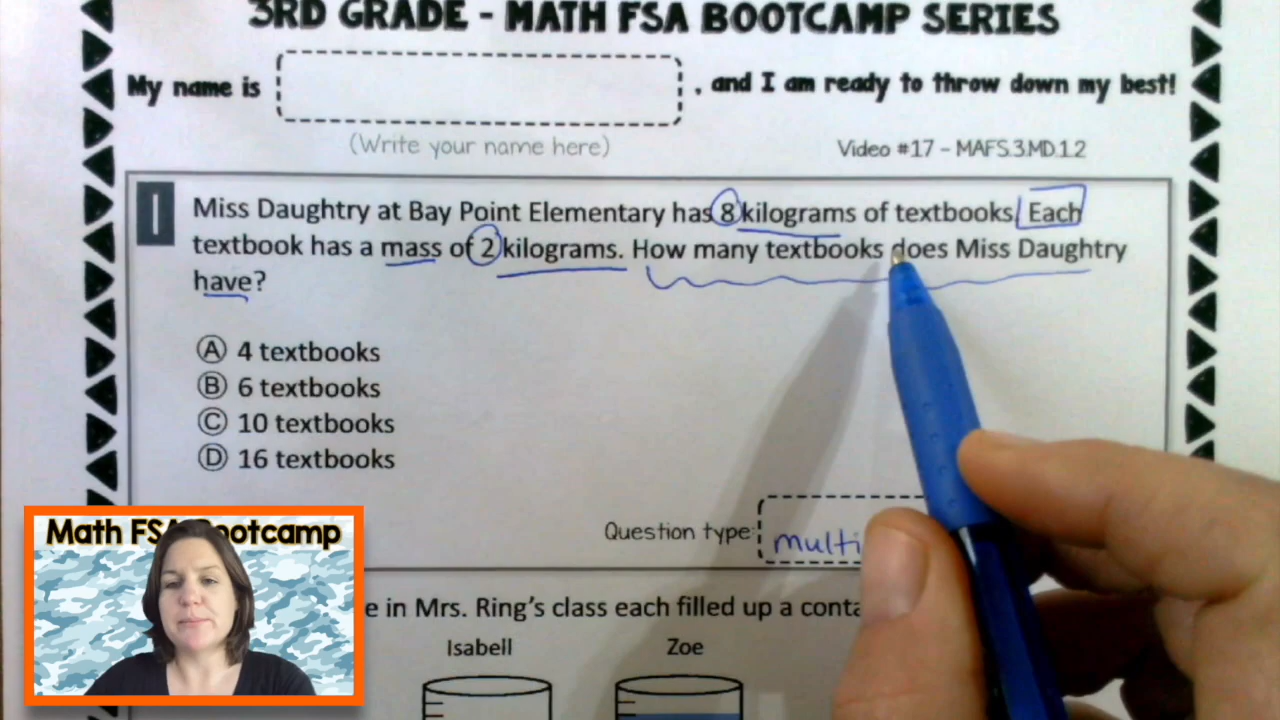 3RD GRADE - MATH FSA BOOTCAMP SERIES
My name is , and I am ready to throw down my best!
(Write your name here)
Video #17 - MAFS.3.MD.1.2
1 Miss Daughtry at Bay Point Elementary has 8 kilograms of textbooks. Each
textbook has a mass of 2 kilograms. How many textbooks does Miss Daughtry
have?
A 4 textbooks
B 6 textbooks
C 10 textbooks
D 16 textbooks
Question type: multi
Math FSA Bootcamp
e in Mrs. Ring's class each filled up a conta
Isabell Zoe